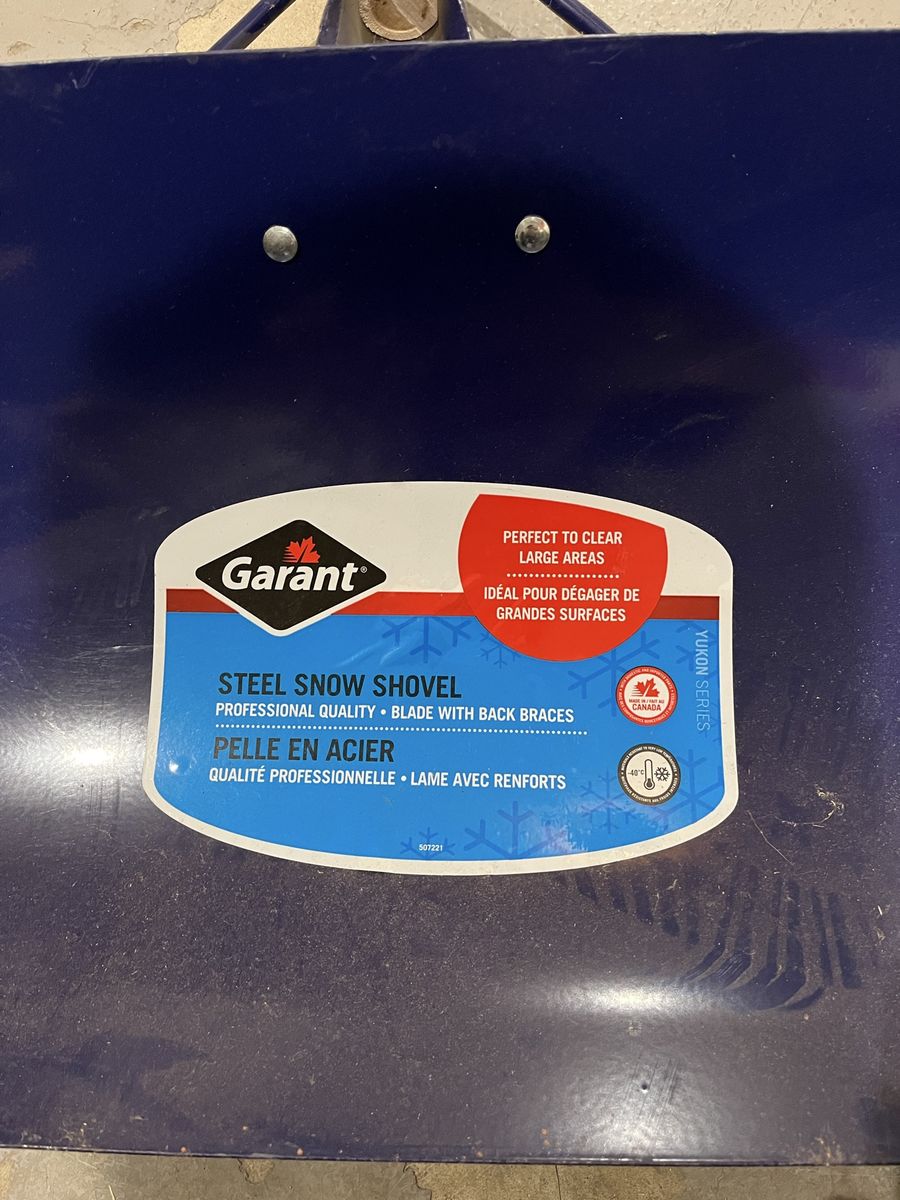 Garant®
PERFECT TO CLEAR
LARGE AREAS
IDÉAL POUR DÉGAGER DE
GRANDES SURFACES
STEEL SNOW SHOVEL
PROFESSIONAL QUALITY • BLADE WITH BACK BRACES
PELLE EN ACIER
QUALITÉ PROFESSIONNELLE • LAME AVEC RENFORTS
YUKON SERIES
MADE IN / FAIT AU
CANADA
-40°C
507221